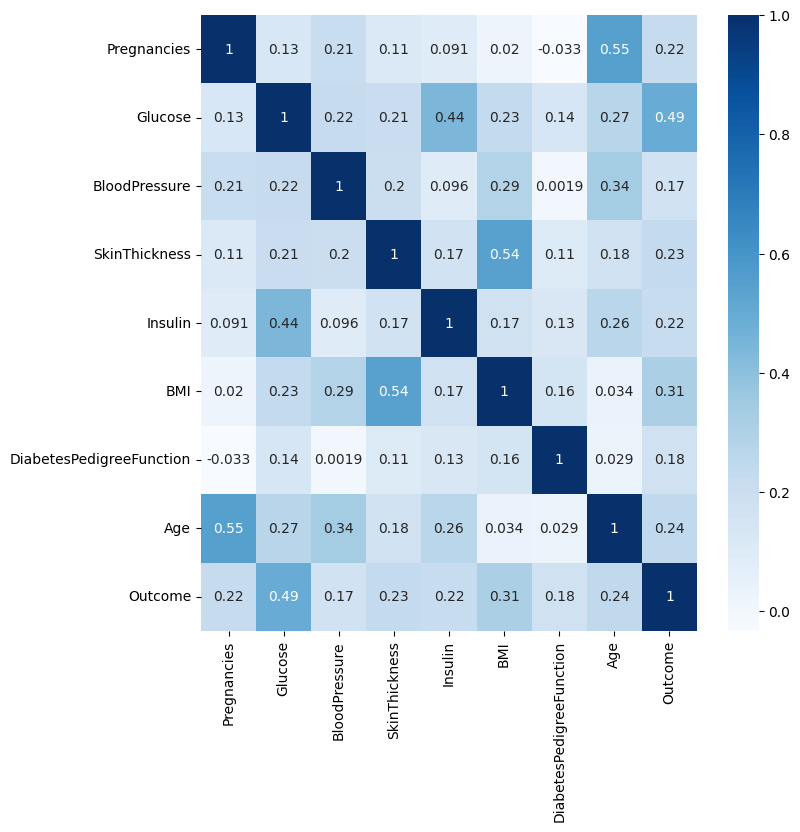 Pregnancies 1 0.13 0.21 0.11 0.091 0.02 -0.033 0.55 0.22
Glucose 0.13 1 0.22 0.21 0.44 0.23 0.14 0.27 0.49
BloodPressure 0.21 0.22 1 0.2 0.096 0.29 0.0019 0.34 0.17
SkinThickness 0.11 0.21 0.2 1 0.17 0.54 0.11 0.18 0.23
Insulin 0.091 0.44 0.096 0.17 1 0.17 0.13 0.26 0.22
BMI 0.02 0.23 0.29 0.54 0.17 1 0.16 0.034 0.31
DiabetesPedigreeFunction -0.033 0.14 0.0019 0.11 0.13 0.16 1 0.029 0.18
Age 0.55 0.27 0.34 0.18 0.26 0.034 0.029 1 0.24
Outcome 0.22 0.49 0.17 0.23 0.22 0.31 0.18 0.24 1
Pregnancies
Glucose
BloodPressure
SkinThickness
Insulin
BMI
DiabetesPedigreeFunction
Age
Outcome
1.0
0.8
0.6
0.4
0.2
0.0